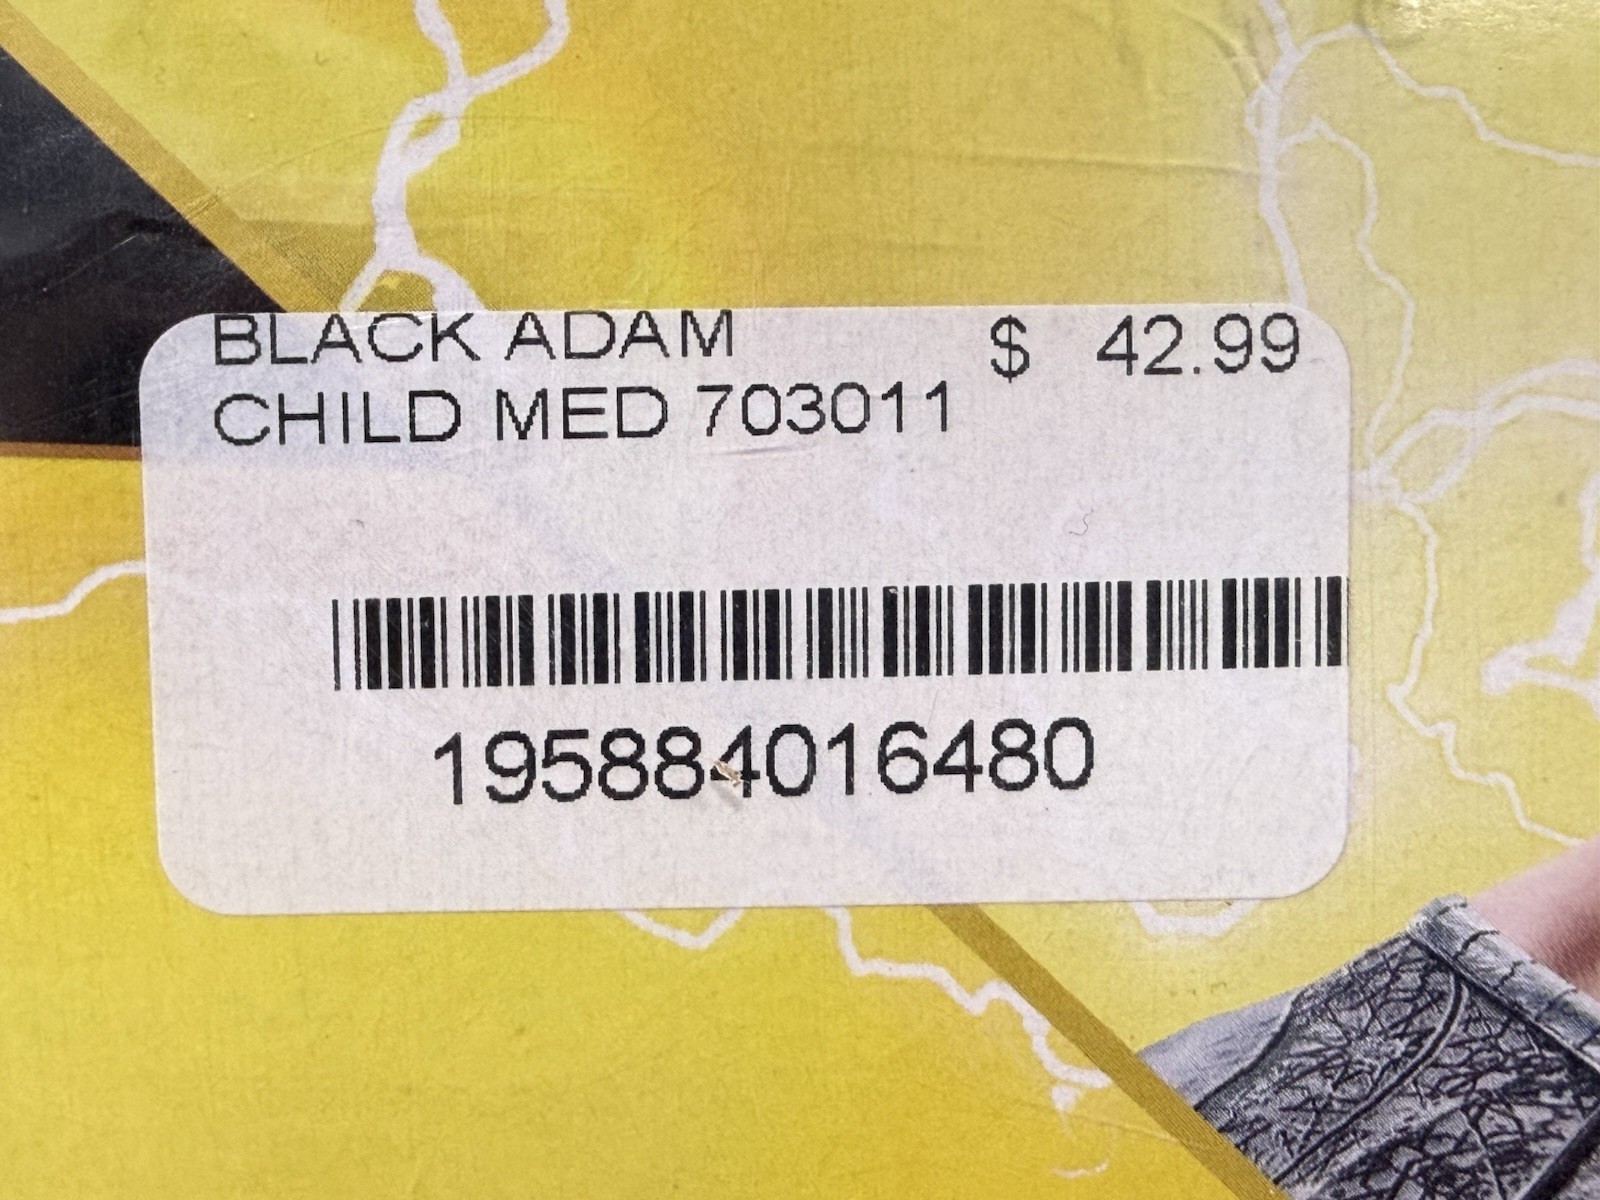 BLACK ADAM $ 42.99
CHILD MED 703011
195884016480